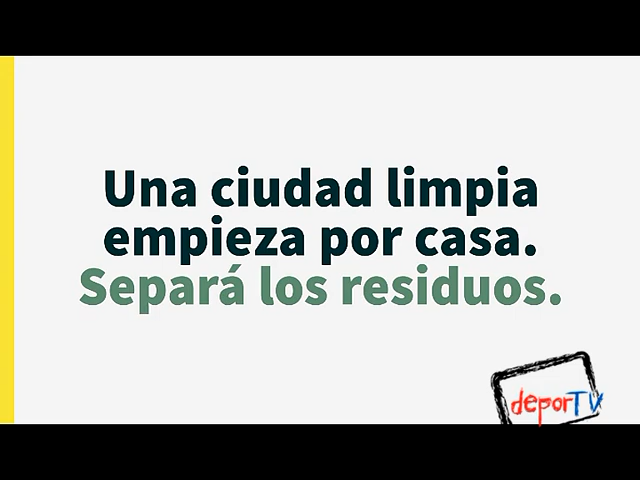 Una ciudad limpia
empieza por casa.
Separá los residuos.
deporTV